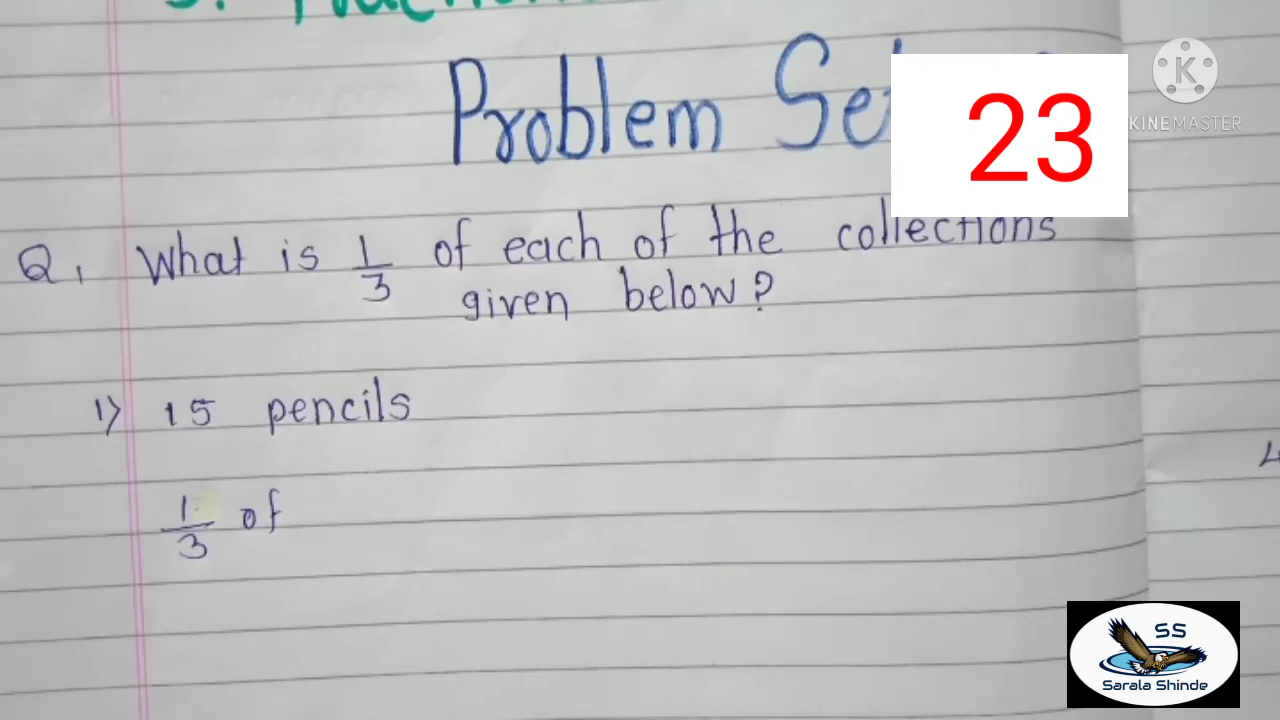 Problem Set 23
KINEMASTER
Q. What is 1/3 of each of the collections
given below?
1) 15 pencils
1/3 of
SS
Sarala Shinde